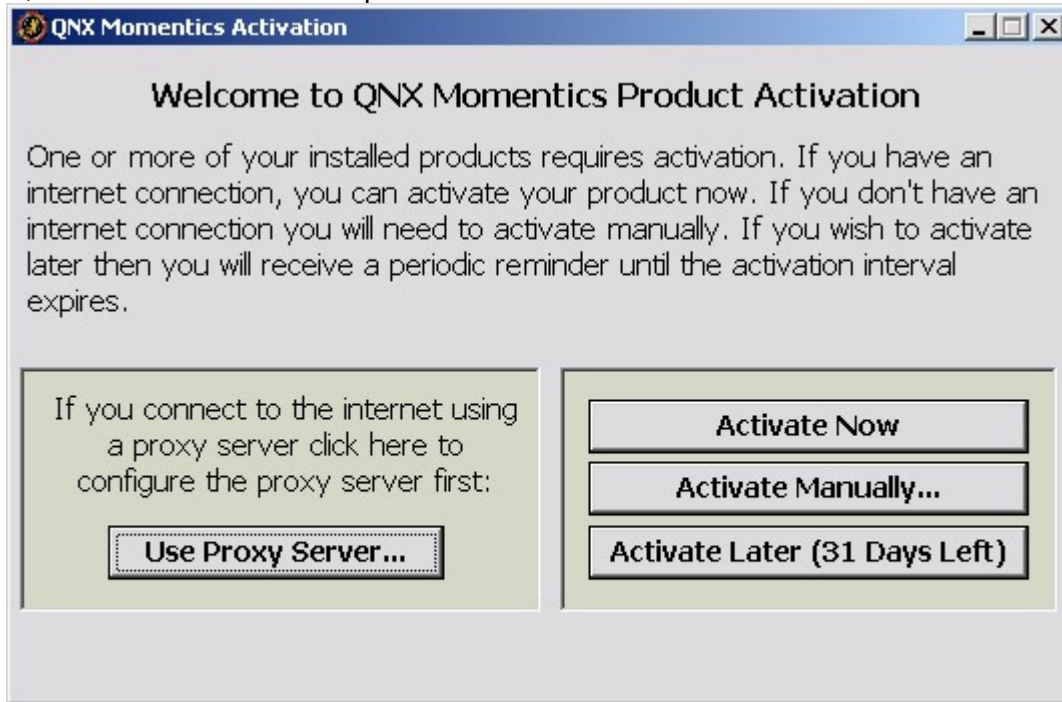 QNX Momentics Activation
Welcome to QNX Momentics Product Activation
One or more of your installed products requires activation. If you have an
internet connection, you can activate your product now. If you don't have an
internet connection you will need to activate manually. If you wish to activate
later then you will receive a periodic reminder until the activation interval
expires.
If you connect to the internet using
a proxy server click here to
configure the proxy server first:
Use Proxy Server...
Activate Now
Activate Manually...
Activate Later (31 Days Left)